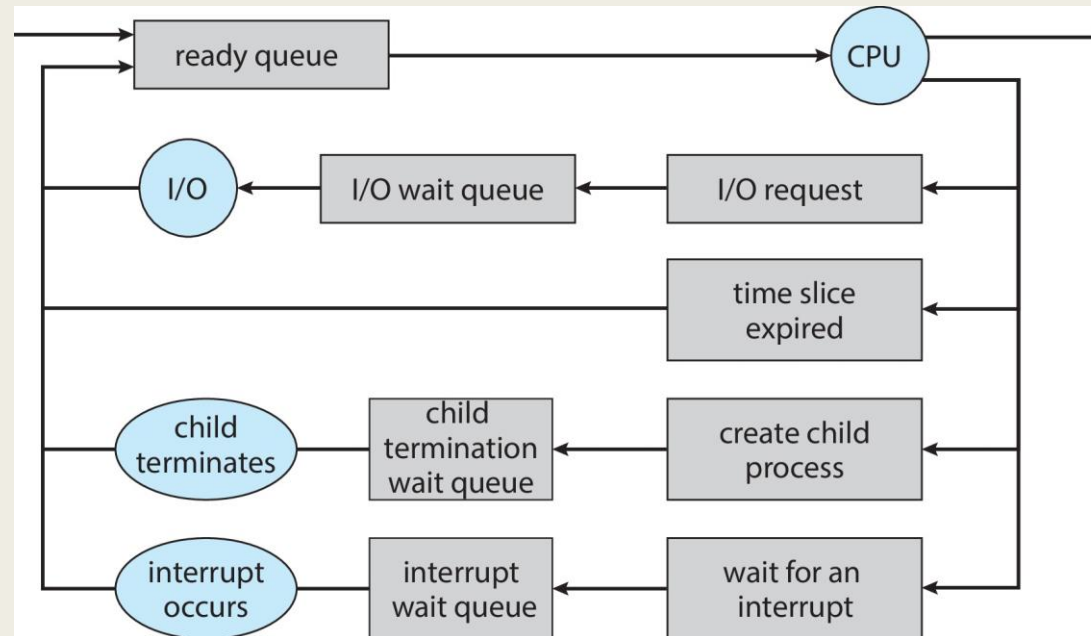 ready queue
CPU
I/O
I/O wait queue
I/O request
time slice
expired
child
terminates
child
termination
wait queue
create child
process
interrupt
occurs
interrupt
wait queue
wait for an
interrupt